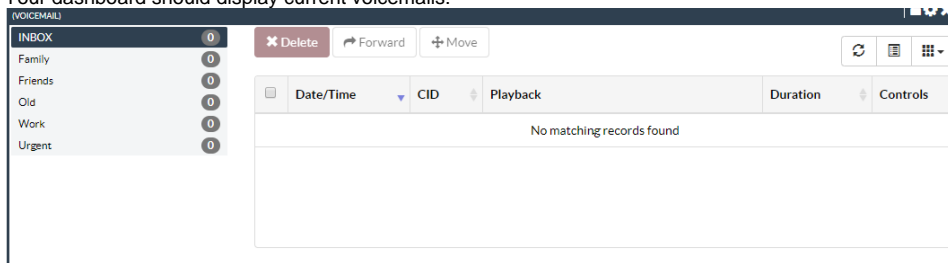 Your dashboard should display current voicemails.
(VOICEMAIL)
INBOX 0
Family 0
Friends 0
Old 0
Work 0
Urgent 0
Delete Forward Move
Date/Time CID Playback Duration Controls
No matching records found